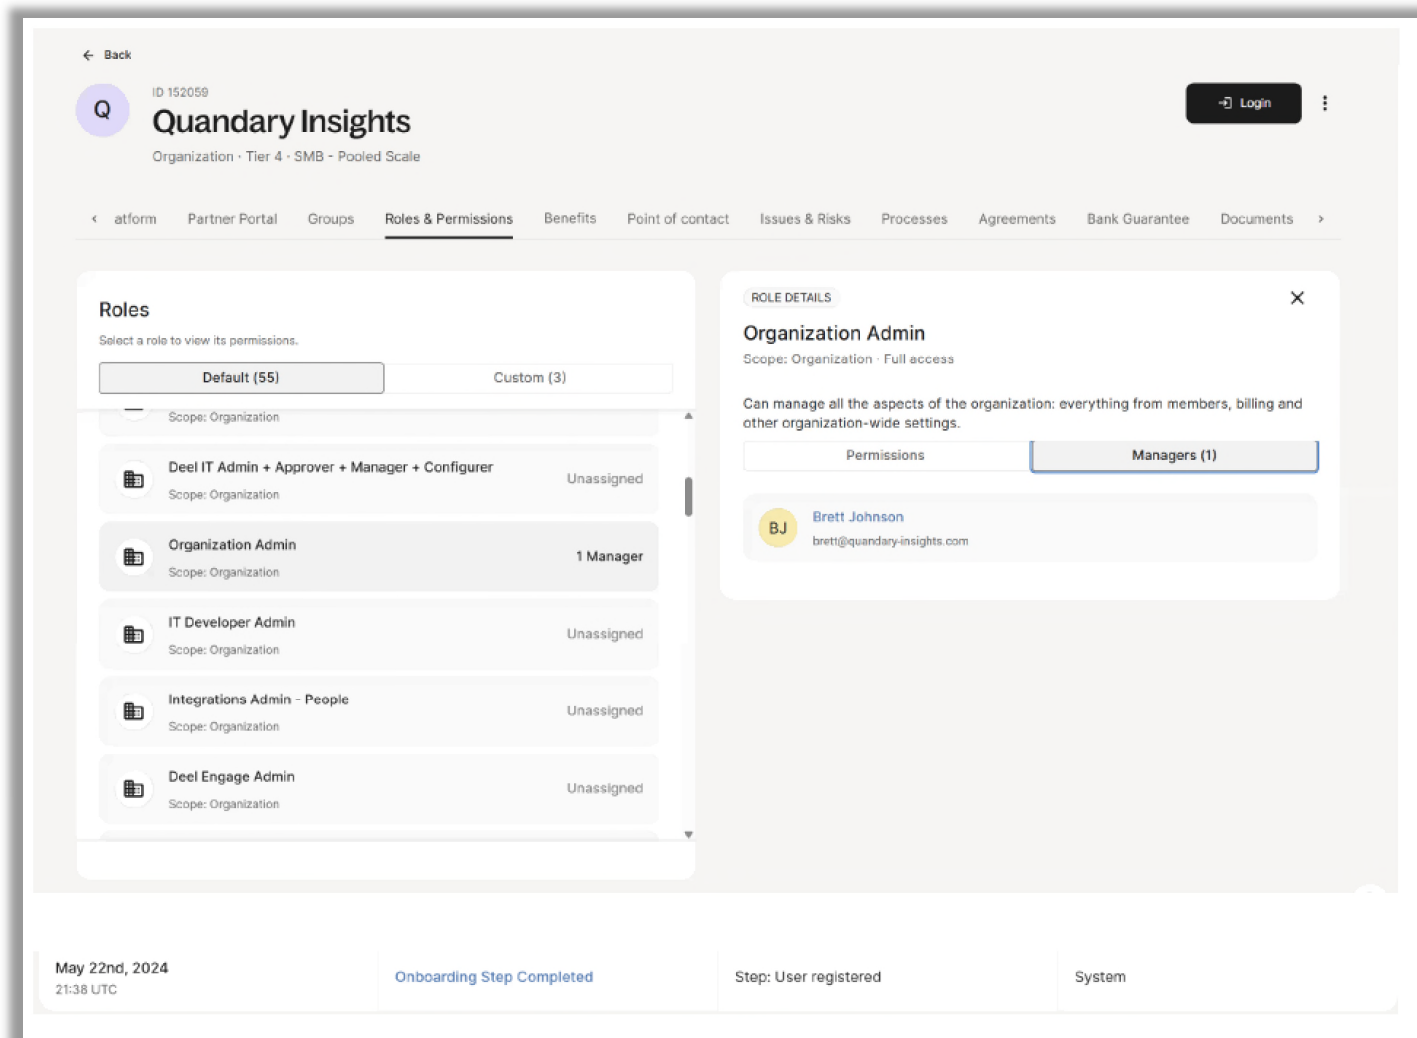 Back
Q
ID 152059
Quandary Insights
Organization · Tier 4 · SMB - Pooled Scale
Login
atform Partner Portal Groups Roles & Permissions Benefits Point of contact Issues & Risks Processes Agreements Bank Guarantee Documents
Roles
Select a role to view its permissions.
Default (55) Custom (3)
Scope: Organization
Deel IT Admin + Approver + Manager + Configurer
Scope: Organization
Unassigned
Organization Admin
Scope: Organization
1 Manager
IT Developer Admin
Scope: Organization
Unassigned
Integrations Admin - People
Scope: Organization
Unassigned
Deel Engage Admin
Scope: Organization
Unassigned
ROLE DETAILS
Organization Admin
Scope: Organization · Full access
Can manage all the aspects of the organization: everything from members, billing and
other organization-wide settings.
Permissions Managers (1)
BJ
Brett Johnson
brett@quandary-insights.com
May 22nd, 2024
21:38 UTC
Onboarding Step Completed
Step: User registered
System